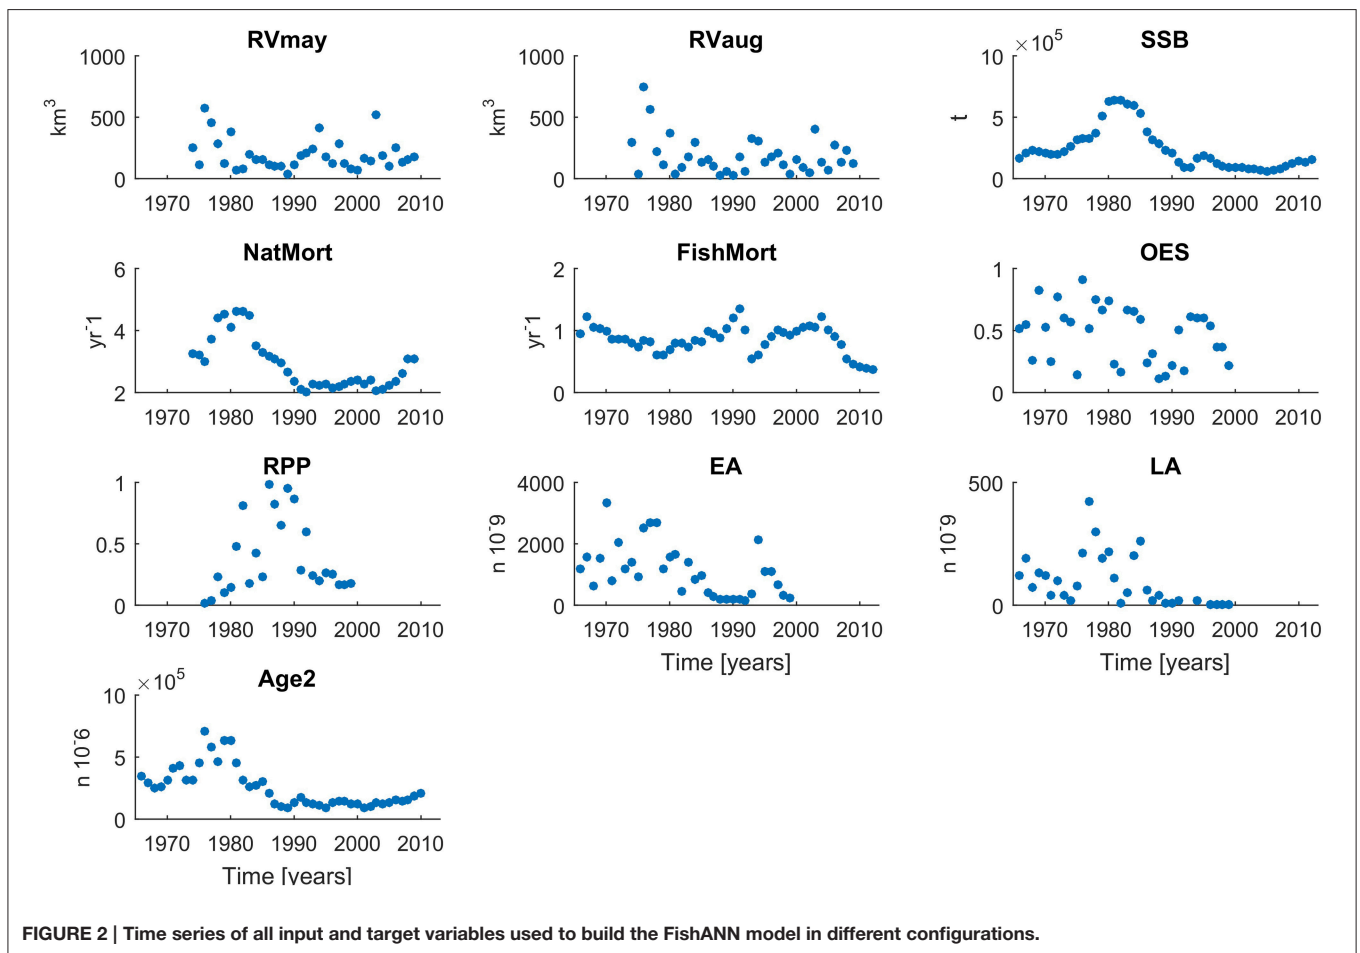 RVmay
RVaug
SSB
1000
500
0
km3
1970 1980 1990 2000 2010
1000
500
0
km3
1970 1980 1990 2000 2010
×105
10
5
0
t
1970 1980 1990 2000 2010
NatMort
FishMort
OES
6
4
2
yr-1
1970 1980 1990 2000 2010
2
1
0
yr-1
1970 1980 1990 2000 2010
1
0.5
0
1970 1980 1990 2000 2010
RPP
EA
LA
1
0.5
0
1970 1980 1990 2000 2010
4000
2000
0
n 10-9
1970 1980 1990 2000 2010
Time [years]
500
0
n 10-9
1970 1980 1990 2000 2010
Time [years]
Age2
×105
10
5
0
n 10-6
1970 1980 1990 2000 2010
Time [years]
FIGURE 2 | Time series of all input and target variables used to build the FishANN model in different configurations.